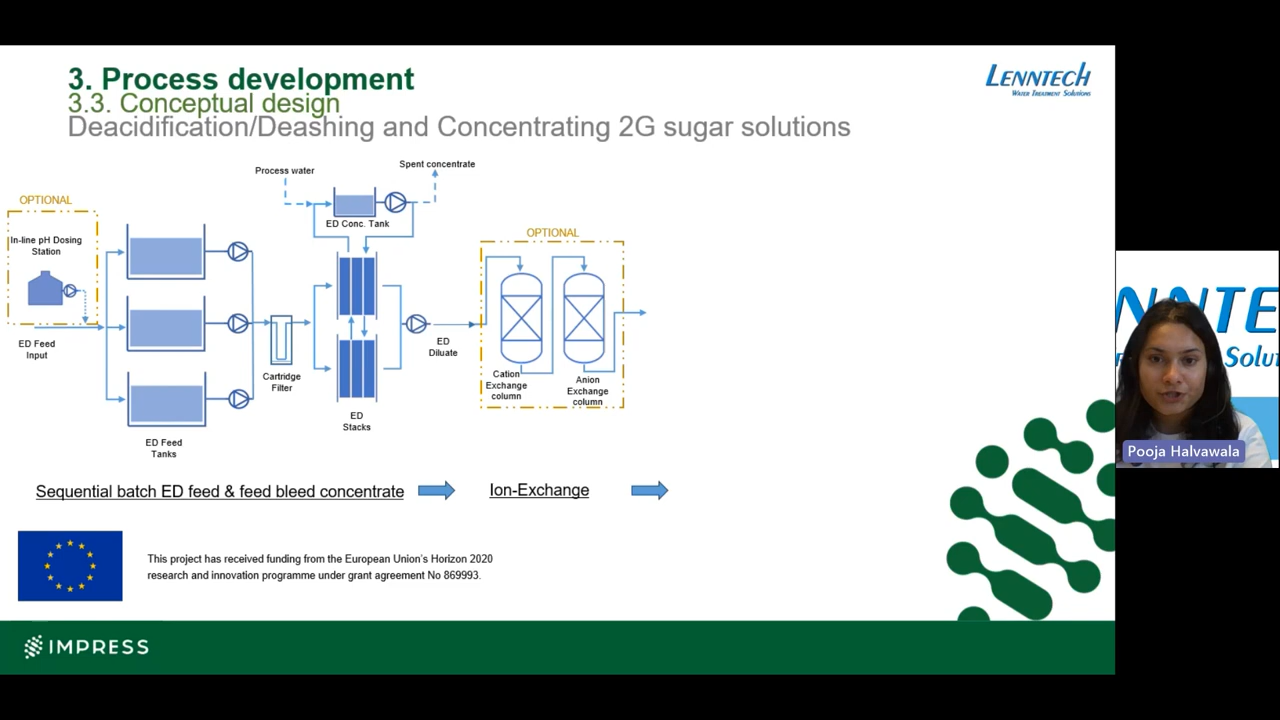 3. Process development
3.3. Conceptual design
Deacidification/Deashing and Concentrating 2G sugar solutions
LENNTECH
WATER TREATMENT SOLUTIONS
Process water
Spent concentrate
OPTIONAL
In-line pH Dosing
Station
ED Conc. Tank
OPTIONAL
ED Feed
Input
ED
Diluate
Cartridge
Filter
Cation
Exchange
column
Anion
Exchange
column
ED
Stacks
ED Feed
Tanks
Sequential batch ED feed & feed bleed concentrate
Ion-Exchange
This project has received funding from the European Union's Horizon 2020
research and innovation programme under grant agreement No 869993.
IMPRESS
NNTE
Solut
Pooja Halvawala